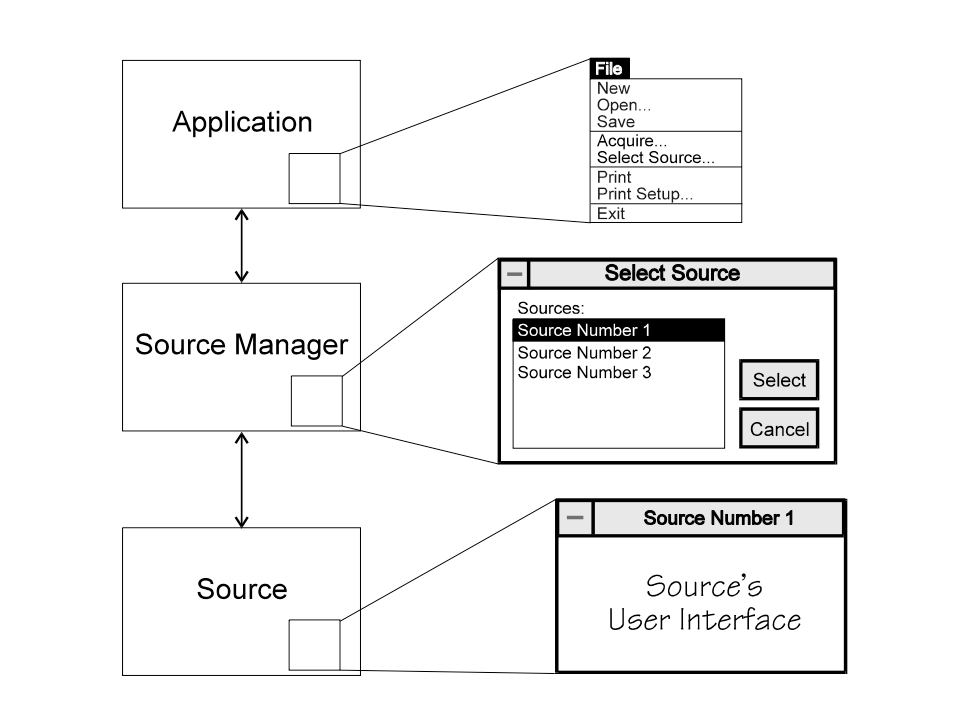 Application
File
New
Open...
Save
Acquire...
Select Source...
Print
Print Setup...
Exit
Source Manager
Select Source
Sources:
Source Number 1
Source Number 2
Source Number 3
Select
Cancel
Source
Source Number 1
Source's
User Interface